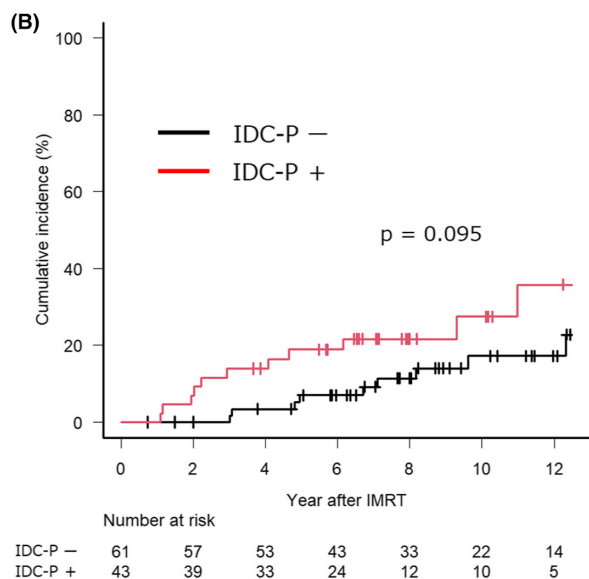 (B)
100
80
60
40
20
0
Cumulative incidence (%)
IDC-P −
IDC-P +
p = 0.095
0 2 4 6 8 10 12
Year after IMRT
Number at risk
IDC-P − 61 57 53 43 33 22 14
IDC-P + 43 39 33 24 12 10 5